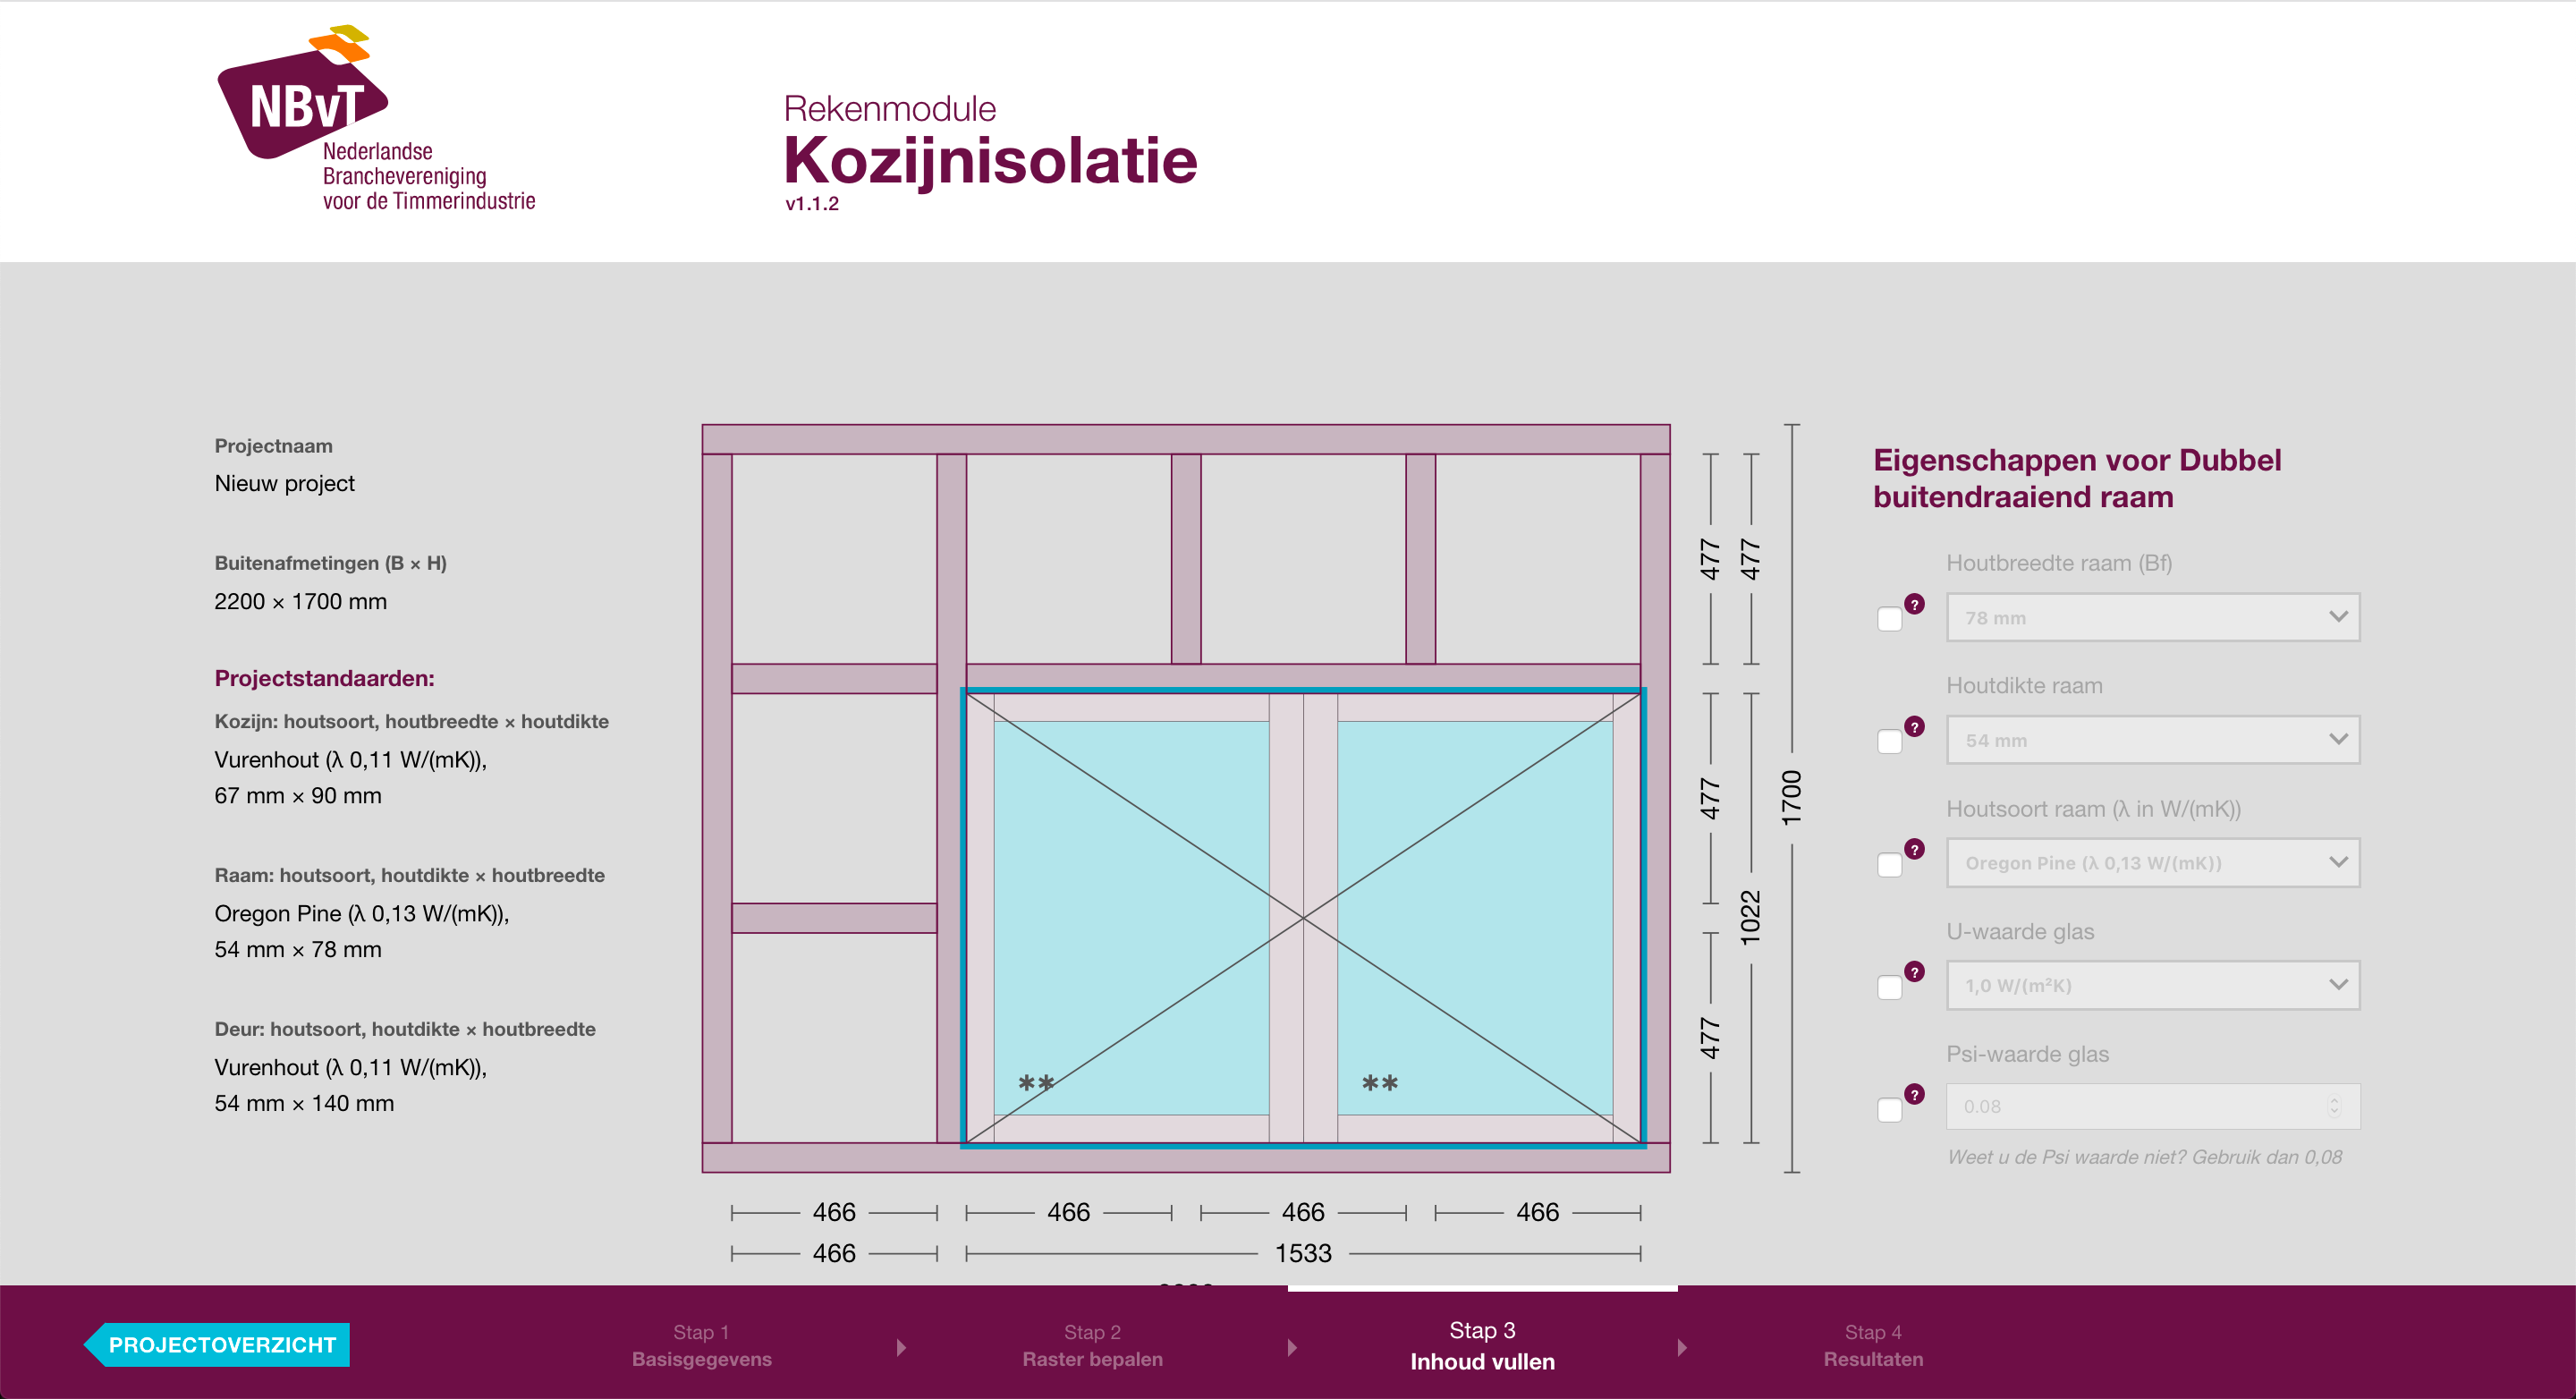 NBvT
Nederlandse
Branchevereniging
voor de Timmerindustrie
Rekenmodule
Kozijnisolatie
v1.1.2
Projectnaam
Nieuw project
Buitenafmetingen (B × H)
2200 × 1700 mm
Projectstandaarden:
Kozijn: houtsoort, houtbreedte × houtdikte
Vurenhout (λ 0,11 W/(mK)),
67 mm × 90 mm
Raam: houtsoort, houtdikte × houtbreedte
Oregon Pine (λ 0,13 W/(mK)),
54 mm × 78 mm
Deur: houtsoort, houtdikte × houtbreedte
Vurenhout (λ 0,11 W/(mK)),
54 mm × 140 mm
** **
477 477
477
1022
477
1700
466 466 466 466
466 1533
Eigenschappen voor Dubbel
buitendraaiend raam
Houtbreedte raam (Bf)
? 78 mm
Houtdikte raam
? 54 mm
Houtsoort raam (λ in W/(mK))
? Oregon Pine (λ 0,13 W/(mK))
U-waarde glas
? 1,0 W/(m²K)
Psi-waarde glas
? 0.08
Weet u de Psi waarde niet? Gebruik dan 0,08
PROJECTOVERZICHT
Stap 1
Basisgegevens
Stap 2
Raster bepalen
Stap 3
Inhoud vullen
Stap 4
Resultaten